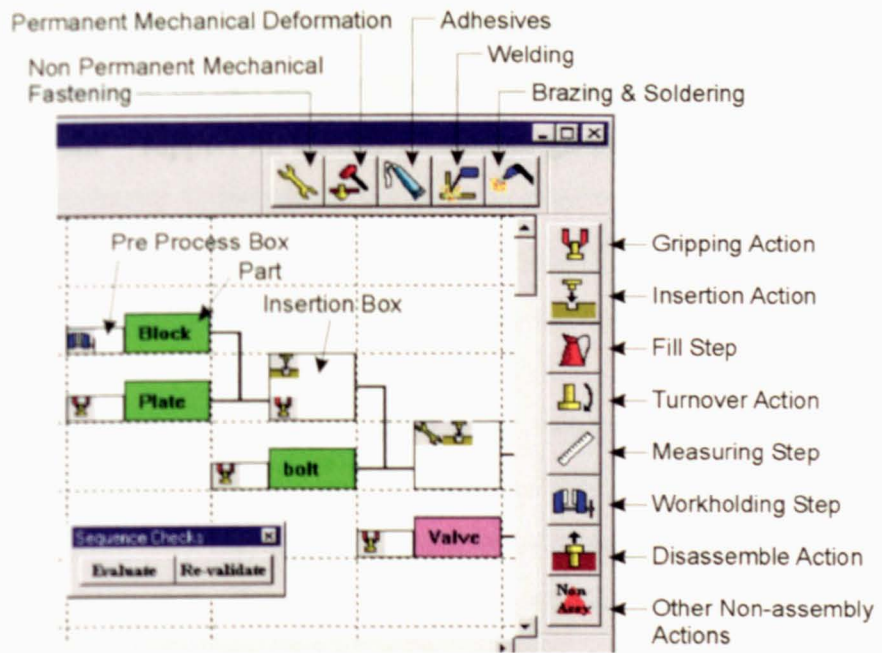 Permanent Mechanical Deformation
Adhesives
Welding
Non Permanent Mechanical
Fastening
Brazing & Soldering
Pre Process Box
Part
Insertion Box
Block
Plate
bolt
Valve
Sequence Checks
Evaluate
Re-validate
Gripping Action
Insertion Action
Fill Step
Turnover Action
Measuring Step
Workholding Step
Disassemble Action
Non
Assy
Other Non-assembly
Actions